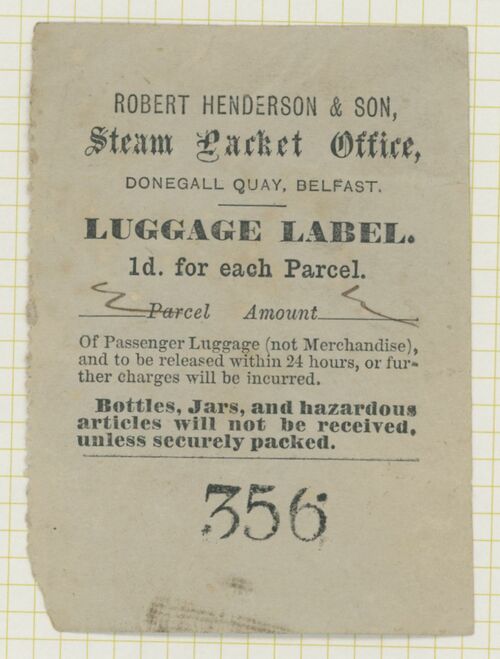 ROBERT HENDERSON & SON,
Steam Packet Office,
DONEGALL QUAY, BELFAST.
LUGGAGE LABEL.
1d. for each Parcel.
Parcel Amount
Of Passenger Luggage (not Merchandise),
and to be released within 24 hours, or fur-
ther charges will be incurred.
Bottles, Jars, and hazardous
articles will not be received,
unless securely packed.
356